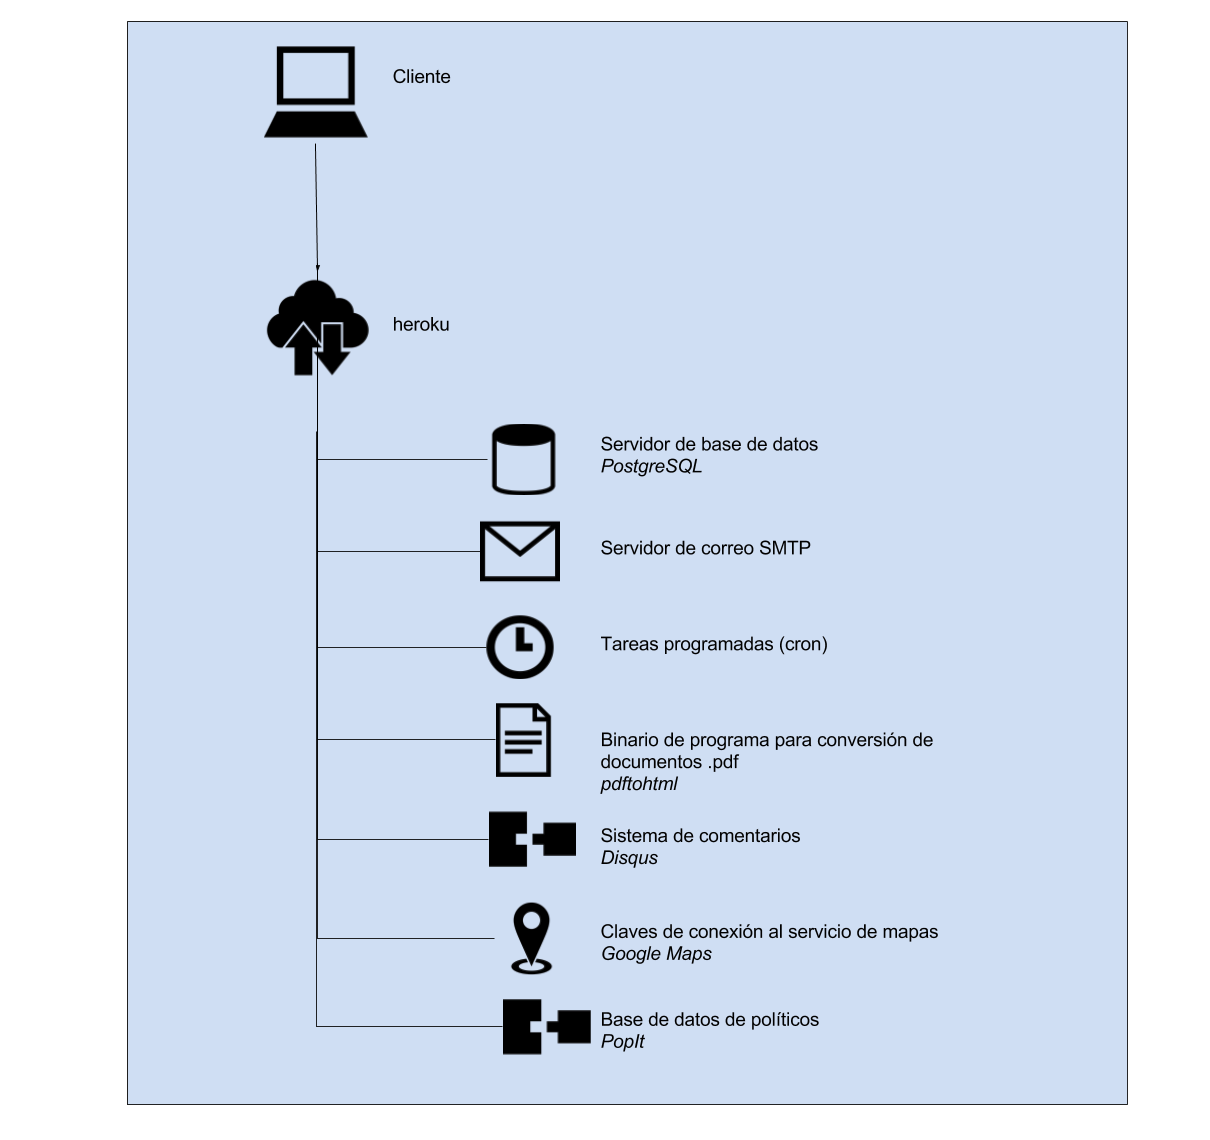 Cliente
heroku
Servidor de base de datos
PostgreSQL
Servidor de correo SMTP
Tareas programadas (cron)
Binario de programa para conversión de
documentos .pdf
pdftohtml
Sistema de comentarios
Disqus
Claves de conexión al servicio de mapas
Google Maps
Base de datos de políticos
PopIt